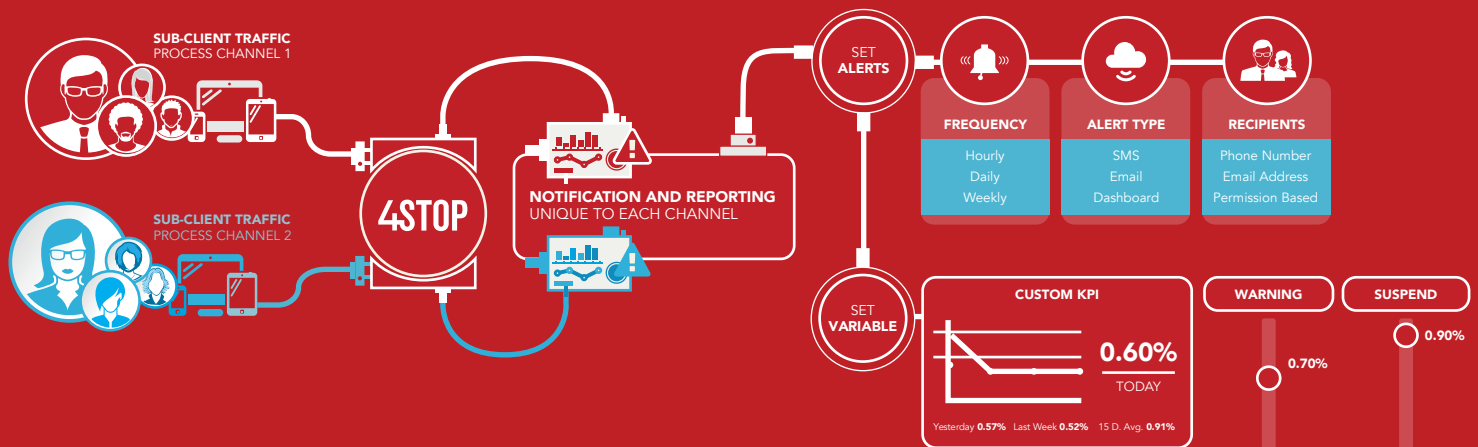 SUB-CLIENT TRAFFIC
PROCESS CHANNEL 1
SUB-CLIENT TRAFFIC
PROCESS CHANNEL 2
4STOP
NOTIFICATION AND REPORTING
UNIQUE TO EACH CHANNEL
SET
ALERTS
FREQUENCY
Hourly
Daily
Weekly
ALERT TYPE
SMS
Email
Dashboard
RECIPIENTS
Phone Number
Email Address
Permission Based
SET
VARIABLE
CUSTOM KPI
0.60%
TODAY
Yesterday 0.57% Last Week 0.52% 15 D. Avg. 0.91%
WARNING
0.70%
SUSPEND
0.90%